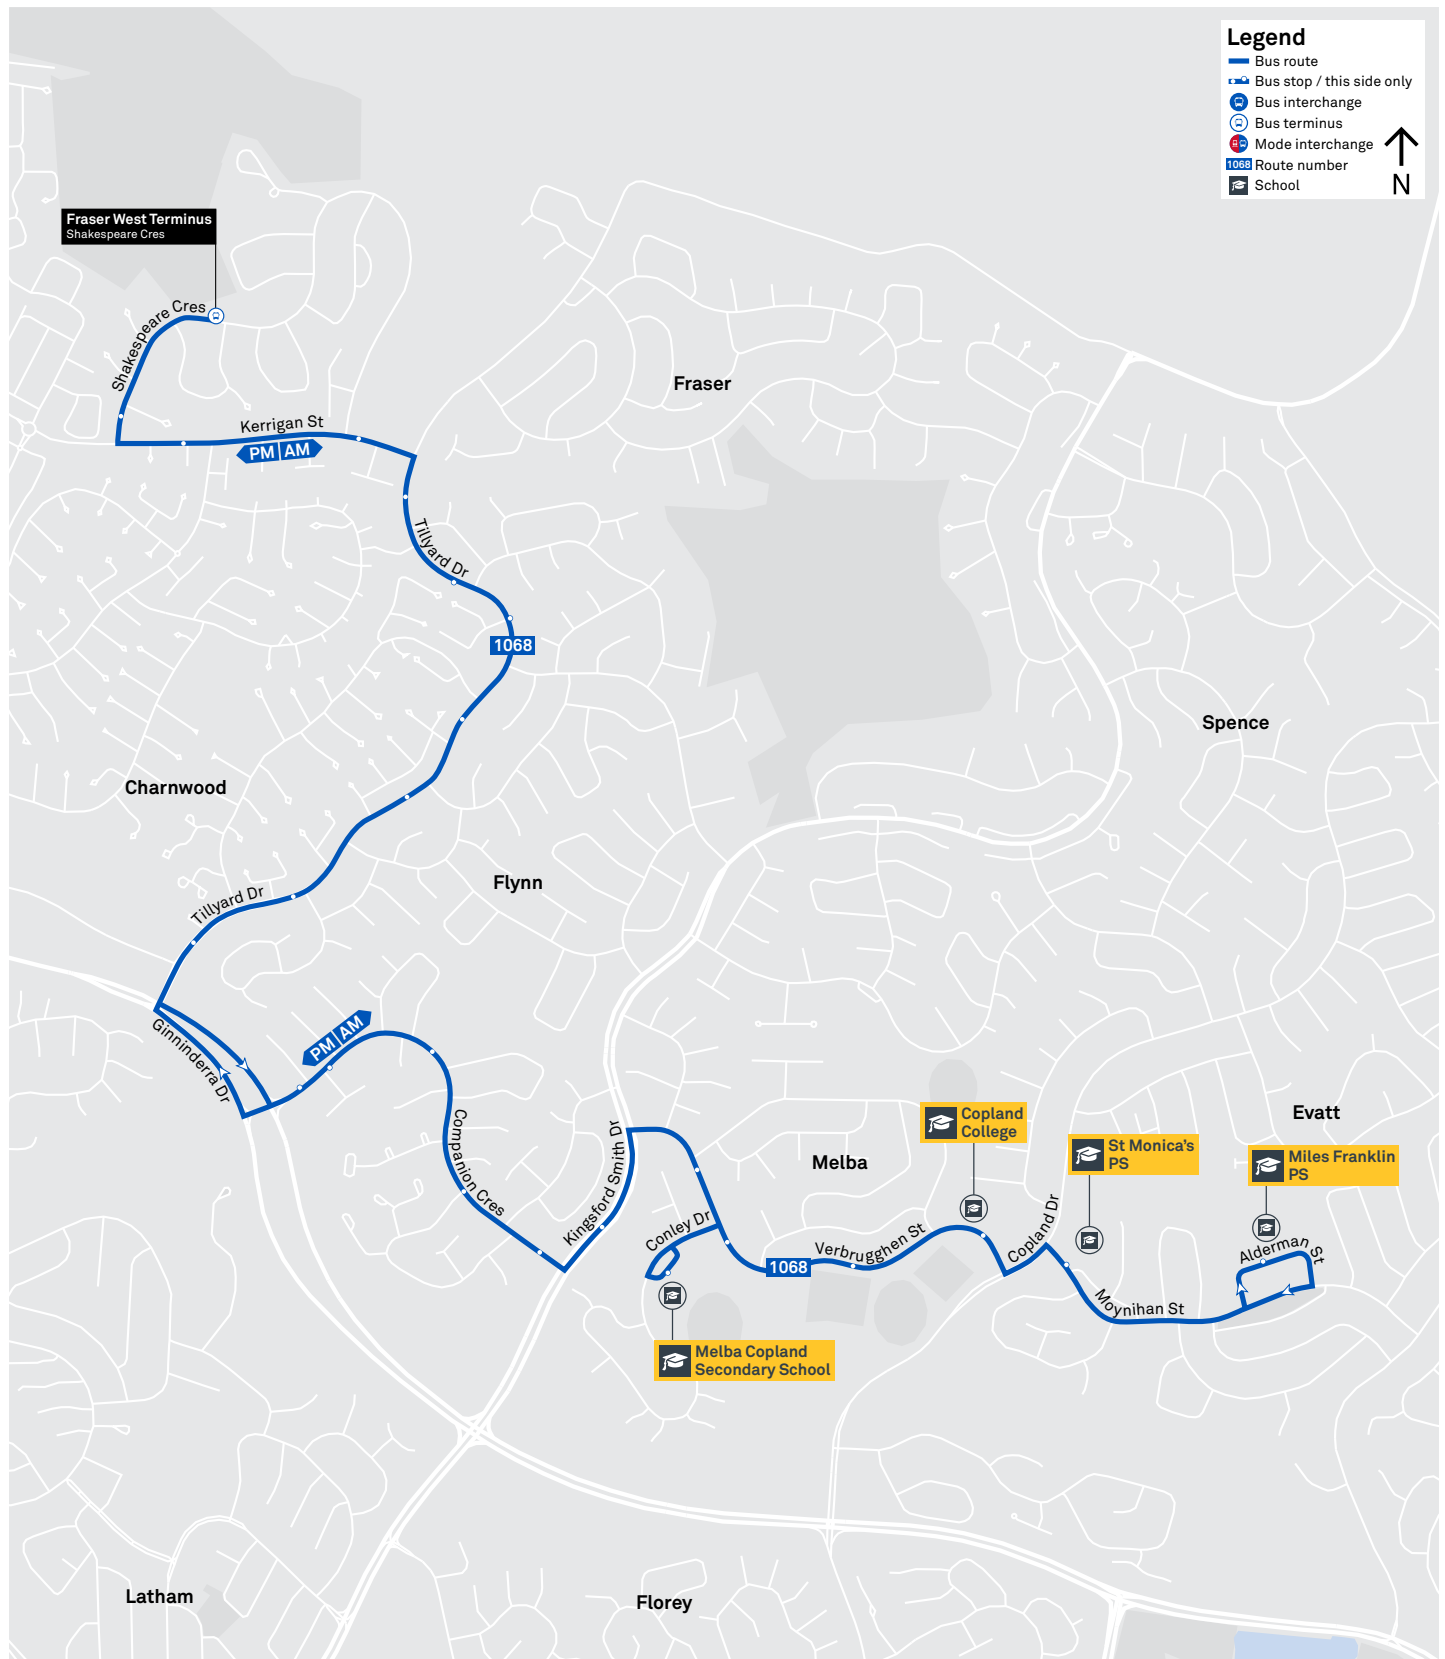 Legend
Bus route
Bus stop / this side only
Bus interchange
Bus terminus
Mode interchange
1068 Route number
School
N
Fraser West Terminus
Shakespeare Cres
Shakespeare Cres
Fraser
Kerrigan St
PM AM
Tillyard Dr
1068
Spence
Charnwood
Flynn
Tillyard Dr
Ginninderra Dr
PM AM
Companion Cres
Kingsford Smith Dr
Conley Dr
Melba
Verbrugghen St
1068
Copland
College
Copland Dr
St Monica's
PS
Evatt
Miles Franklin
PS
Alderman St
Moynihan St
Melba Copland
Secondary School
Latham
Florey